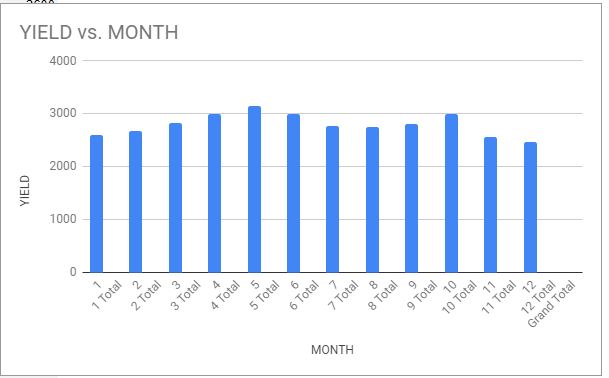 YIELD vs. MONTH
4000
3000
2000
1000
0
YIELD
1
1 Total
2
2 Total
3
3 Total
4
4 Total
5
5 Total
6
6 Total
7
7 Total
8
8 Total
9
9 Total
10
10 Total
11
11 Total
12
12 Total
Grand Total
MONTH